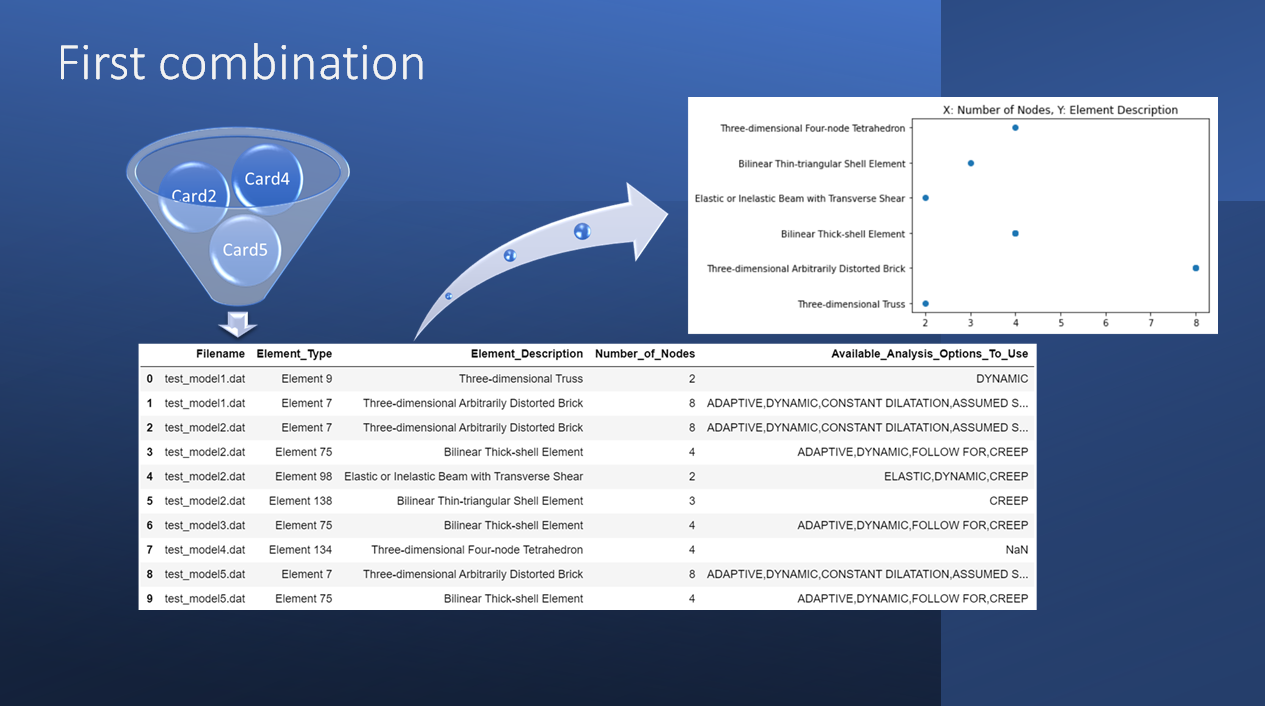 First combination
Card2
Card4
Card5
X: Number of Nodes, Y: Element Description
Three-dimensional Four-node Tetrahedron
Bilinear Thin-triangular Shell Element
Elastic or Inelastic Beam with Transverse Shear
Bilinear Thick-shell Element
Three-dimensional Arbitrarily Distorted Brick
Three-dimensional Truss
2 3 4 5 6 7 8
Filename Element_Type Element_Description Number_of_Nodes Available_Analysis_Options_To_Use
0 test_model1.dat Element 9 Three-dimensional Truss 2 DYNAMIC
1 test_model1.dat Element 7 Three-dimensional Arbitrarily Distorted Brick 8 ADAPTIVE,DYNAMIC,CONSTANT DILATATION,ASSUMED S...
2 test_model2.dat Element 7 Three-dimensional Arbitrarily Distorted Brick 8 ADAPTIVE,DYNAMIC,CONSTANT DILATATION,ASSUMED S...
3 test_model2.dat Element 75 Bilinear Thick-shell Element 4 ADAPTIVE,DYNAMIC,FOLLOW FOR,CREEP
4 test_model2.dat Element 98 Elastic or Inelastic Beam with Transverse Shear 2 ELASTIC,DYNAMIC,CREEP
5 test_model2.dat Element 138 Bilinear Thin-triangular Shell Element 3 CREEP
6 test_model3.dat Element 75 Bilinear Thick-shell Element 4 ADAPTIVE,DYNAMIC,FOLLOW FOR,CREEP
7 test_model4.dat Element 134 Three-dimensional Four-node Tetrahedron 4 NaN
8 test_model5.dat Element 7 Three-dimensional Arbitrarily Distorted Brick 8 ADAPTIVE,DYNAMIC,CONSTANT DILATATION,ASSUMED S...
9 test_model5.dat Element 75 Bilinear Thick-shell Element 4 ADAPTIVE,DYNAMIC,FOLLOW FOR,CREEP